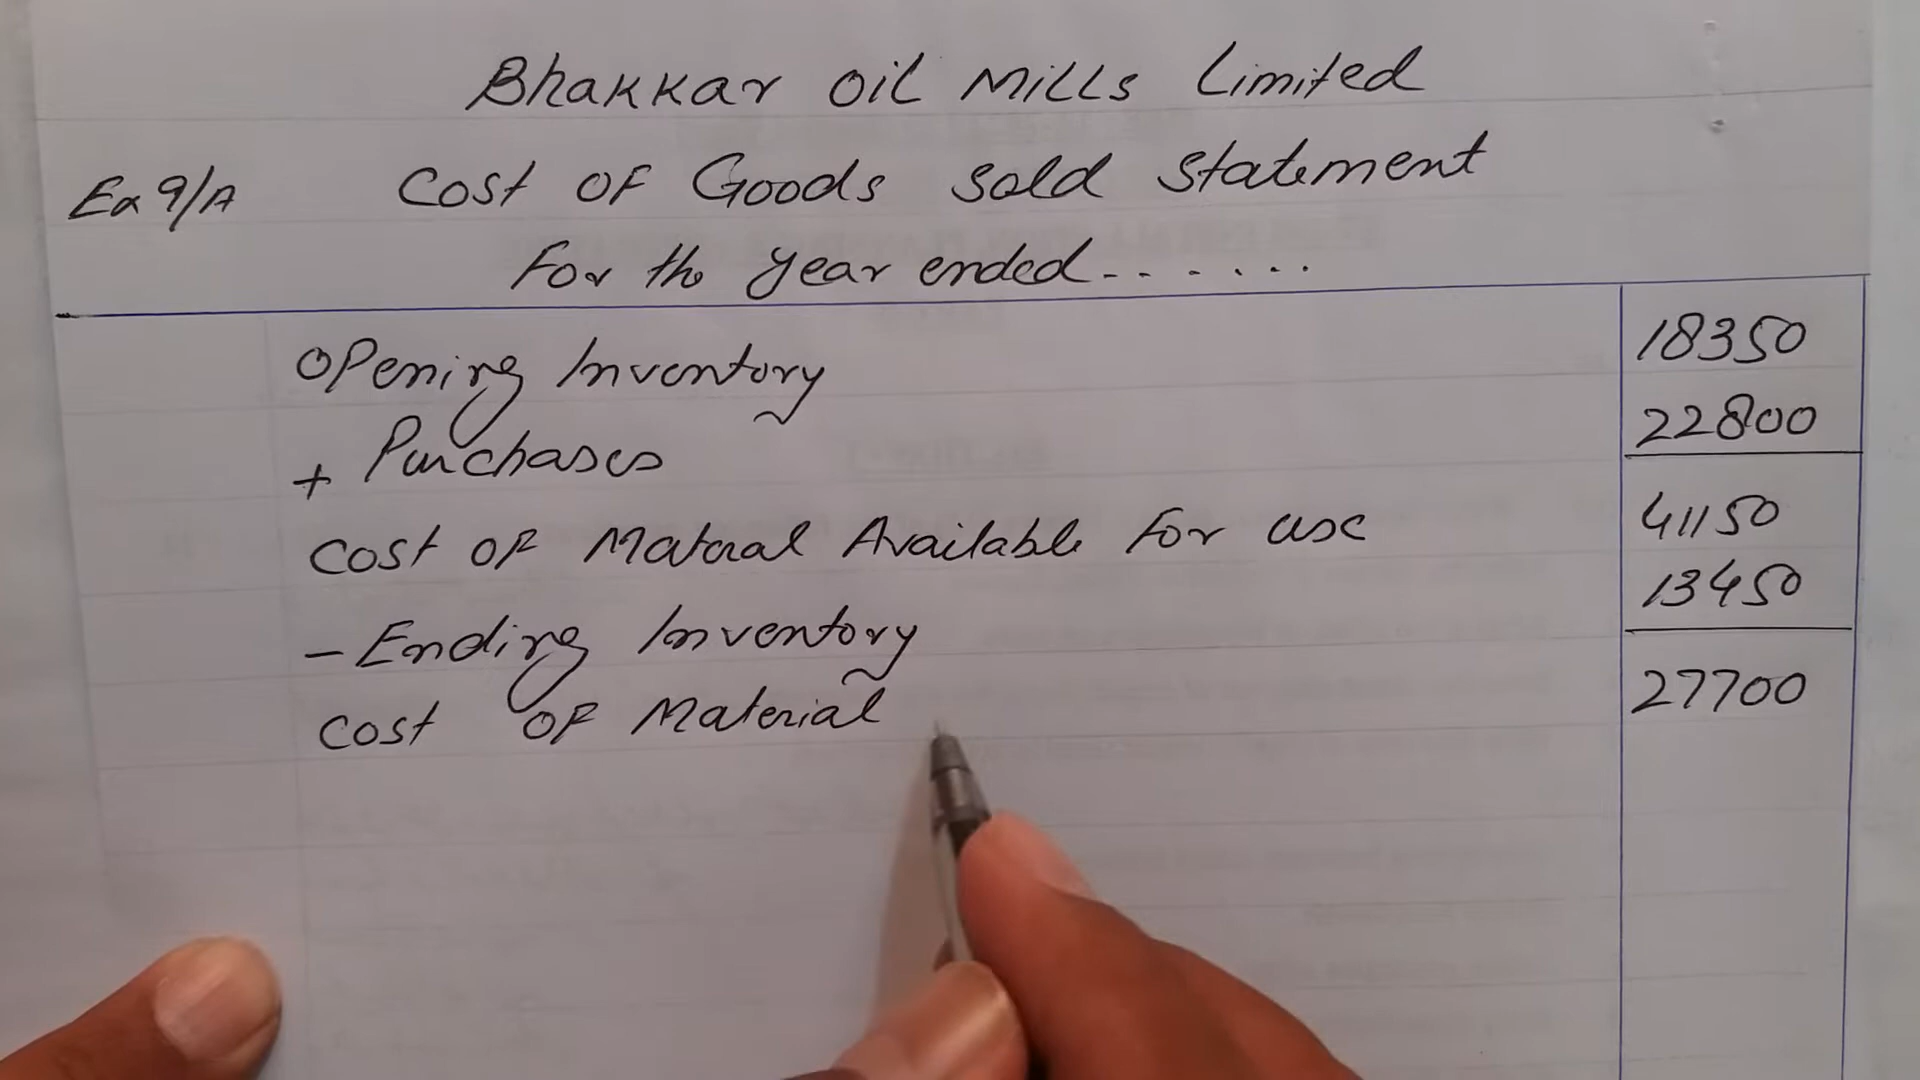 Bhakkar Oil Mills Limited
Ex 9/A Cost OF Goods Sold Statement
For the year ended.......
Opening Inventory 18350
+ Purchases 22800
Cost OF Mataral Available For use 41150
- Ending Inventory 13450
Cost OF Material 27700